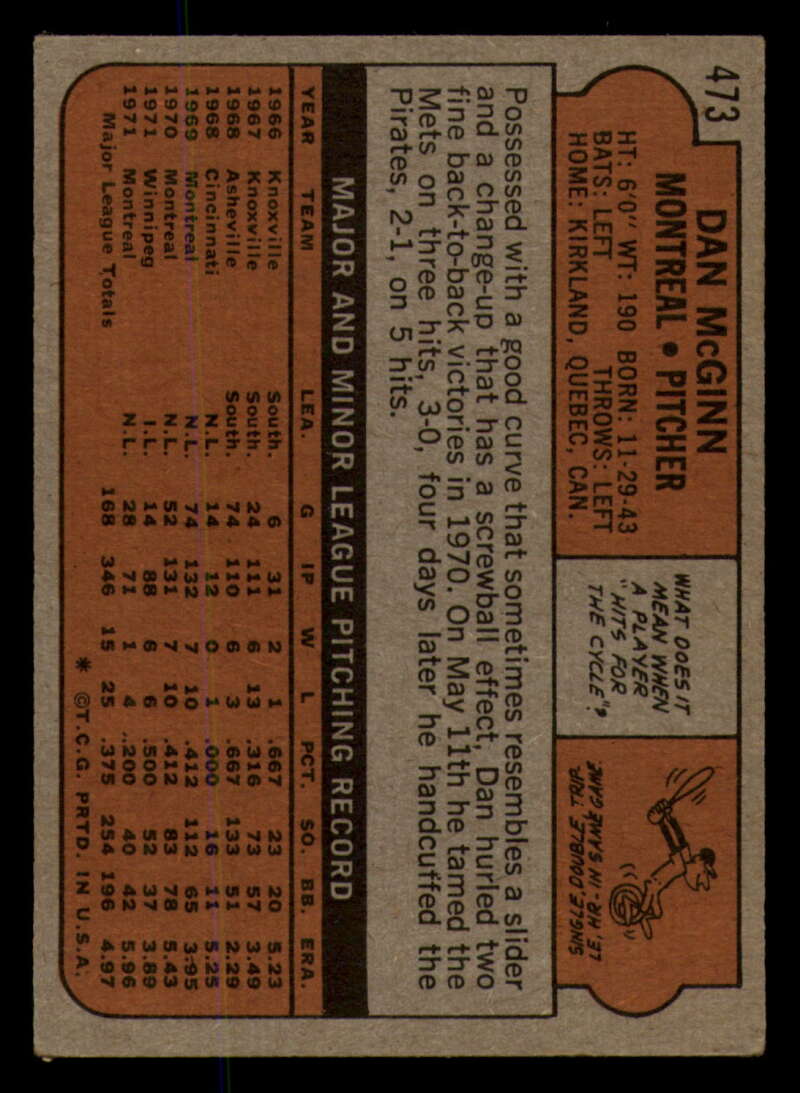 473
DAN McGINN
MONTREAL • PITCHER
HT: 6'0" WT: 190 BORN: 11-29-43
BATS: LEFT THROWS: LEFT
HOME: KIRKLAND, QUEBEC, CAN.
WHAT DOES IT
MEAN WHEN
A PLAYER
"HITS FOR
THE CYCLE"?
SINGLE, DOUBLE, TRIP-
LE, HR - IN SAME GAME
Possessed with a good curve that sometimes resembles a slider
and a change-up that has a screwball effect, Dan hurled two
fine back-to-back victories in 1970. On May 11th he tamed the
Mets on three hits, 3-0, four days later he handcuffed the
Pirates, 2-1, on 5 hits.
MAJOR AND MINOR LEAGUE PITCHING RECORD
YEAR TEAM LEA. G IP W L PCT. SO. BB. ERA.
1966 Knoxville South. 6 31 2 1 .667 23 20 5.23
1967 Knoxville South. 24 111 6 13 .316 73 57 3.49
1968 Asheville South. 74 110 6 3 .667 133 51 2.29
1968 Cincinnati N.L. 14 12 0 1 .000 16 11 5.25
1969 Montreal N.L. 74 132 7 10 .412 112 65 3.95
1970 Montreal N.L. 52 131 7 10 .412 83 78 5.43
1971 Winnipeg I.L. 14 88 6 6 .500 52 37 3.89
1971 Montreal N.L. 28 71 1 4 .200 40 42 5.96
Major League Totals 168 346 15 25 .375 254 196 4.97
* ©T.C.G. PRTD. IN U.S.A.